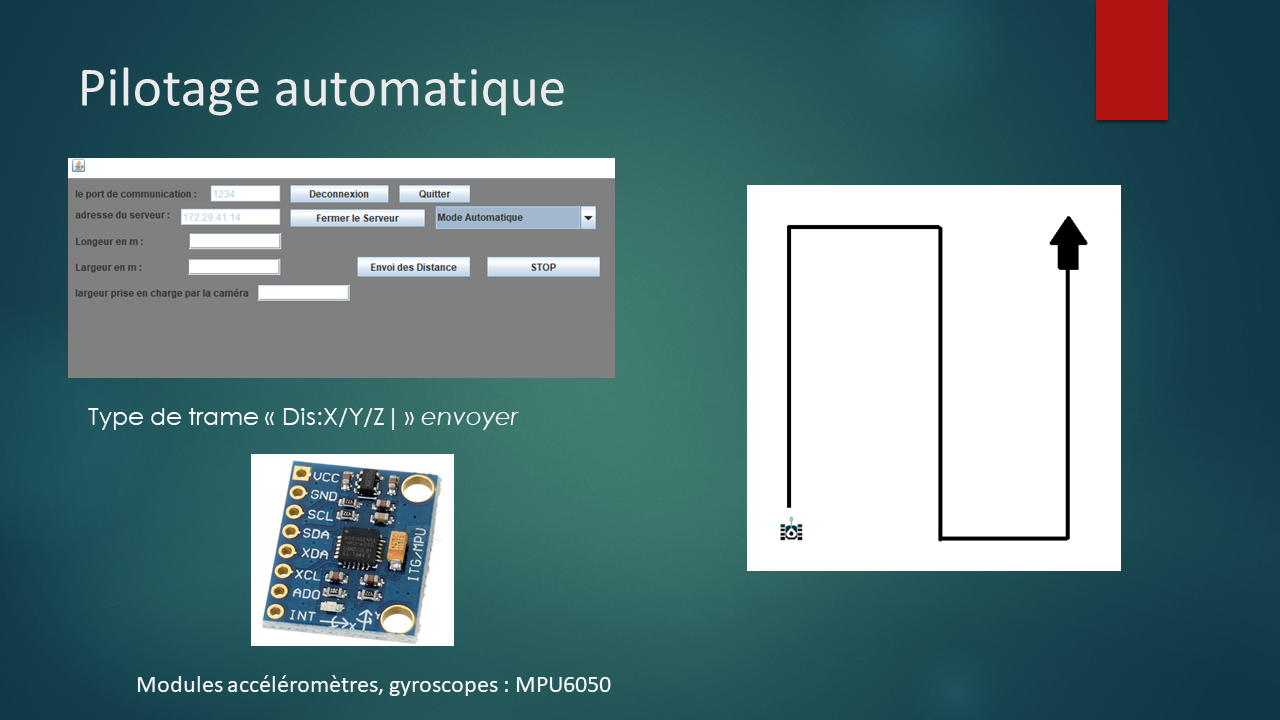 Pilotage automatique
le port de communication : 1234 Deconnexion Quitter
adresse du serveur : 172.29.41.14 Fermer le Serveur Mode Automatique
Longeur en m :
Largeur en m : Envoi des Distance STOP
largeur prise en charge par la caméra
Type de trame « Dis:X/Y/Z| » envoyer
VCC
GND
SCL
SDA
XDA
XCL
ADO
INT
ITG/MPU
X
Y
Modules accéléromètres, gyroscopes : MPU6050